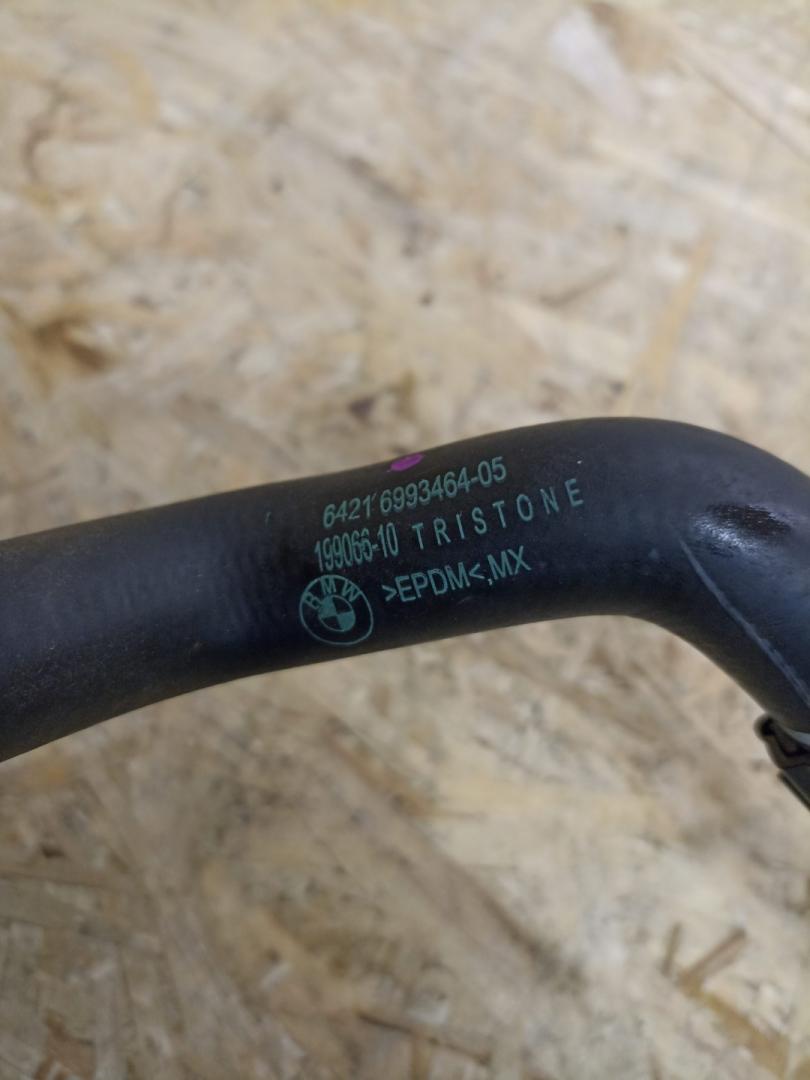 6421 6993464-05
199066-10 TRISTONE
BMW >EPDM<,MX